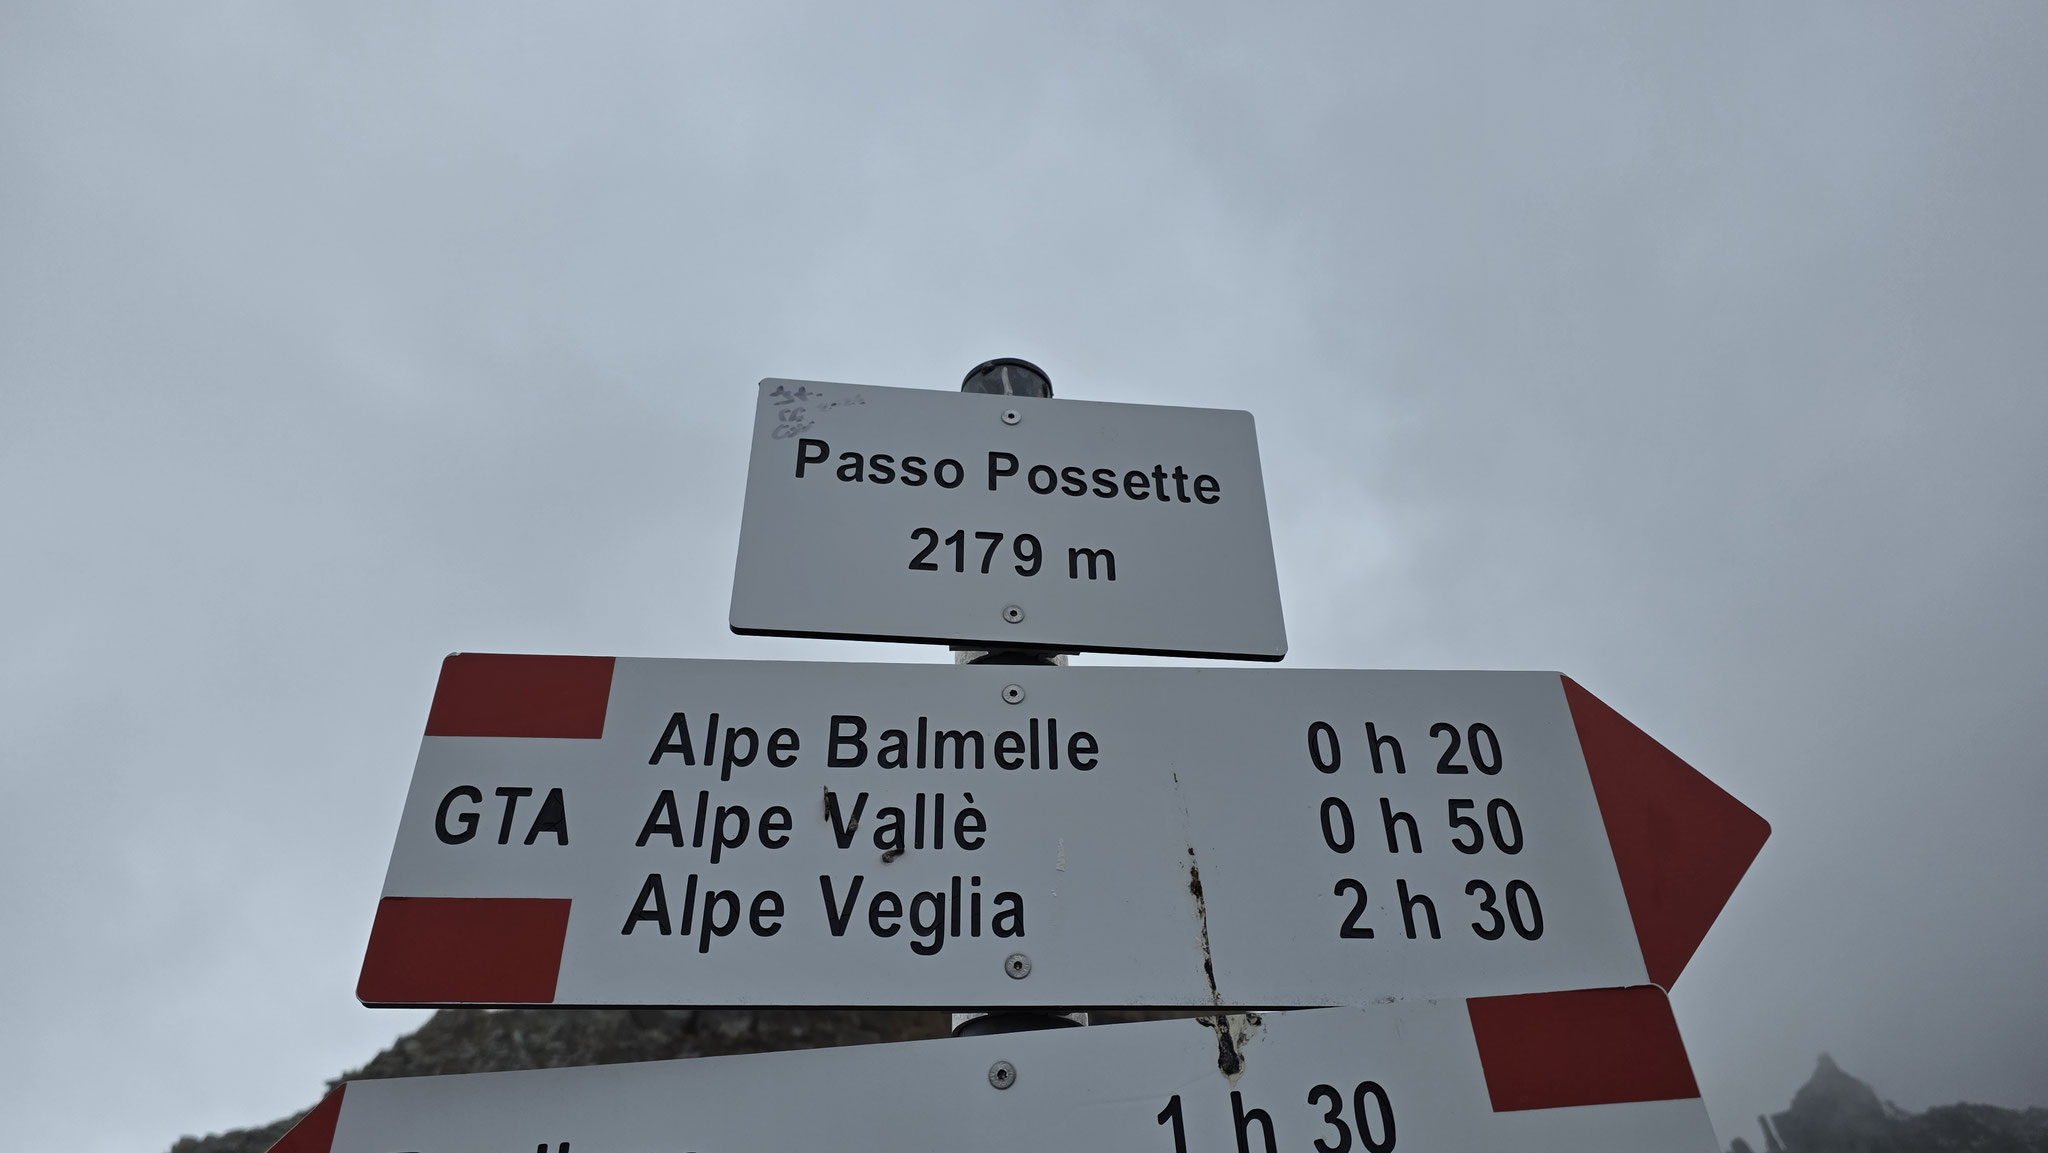 Passo Possette
2179 m
Alpe Balmelle 0 h 20
GTA Alpe Vallè 0 h 50
Alpe Veglia 2 h 30
1 h 30